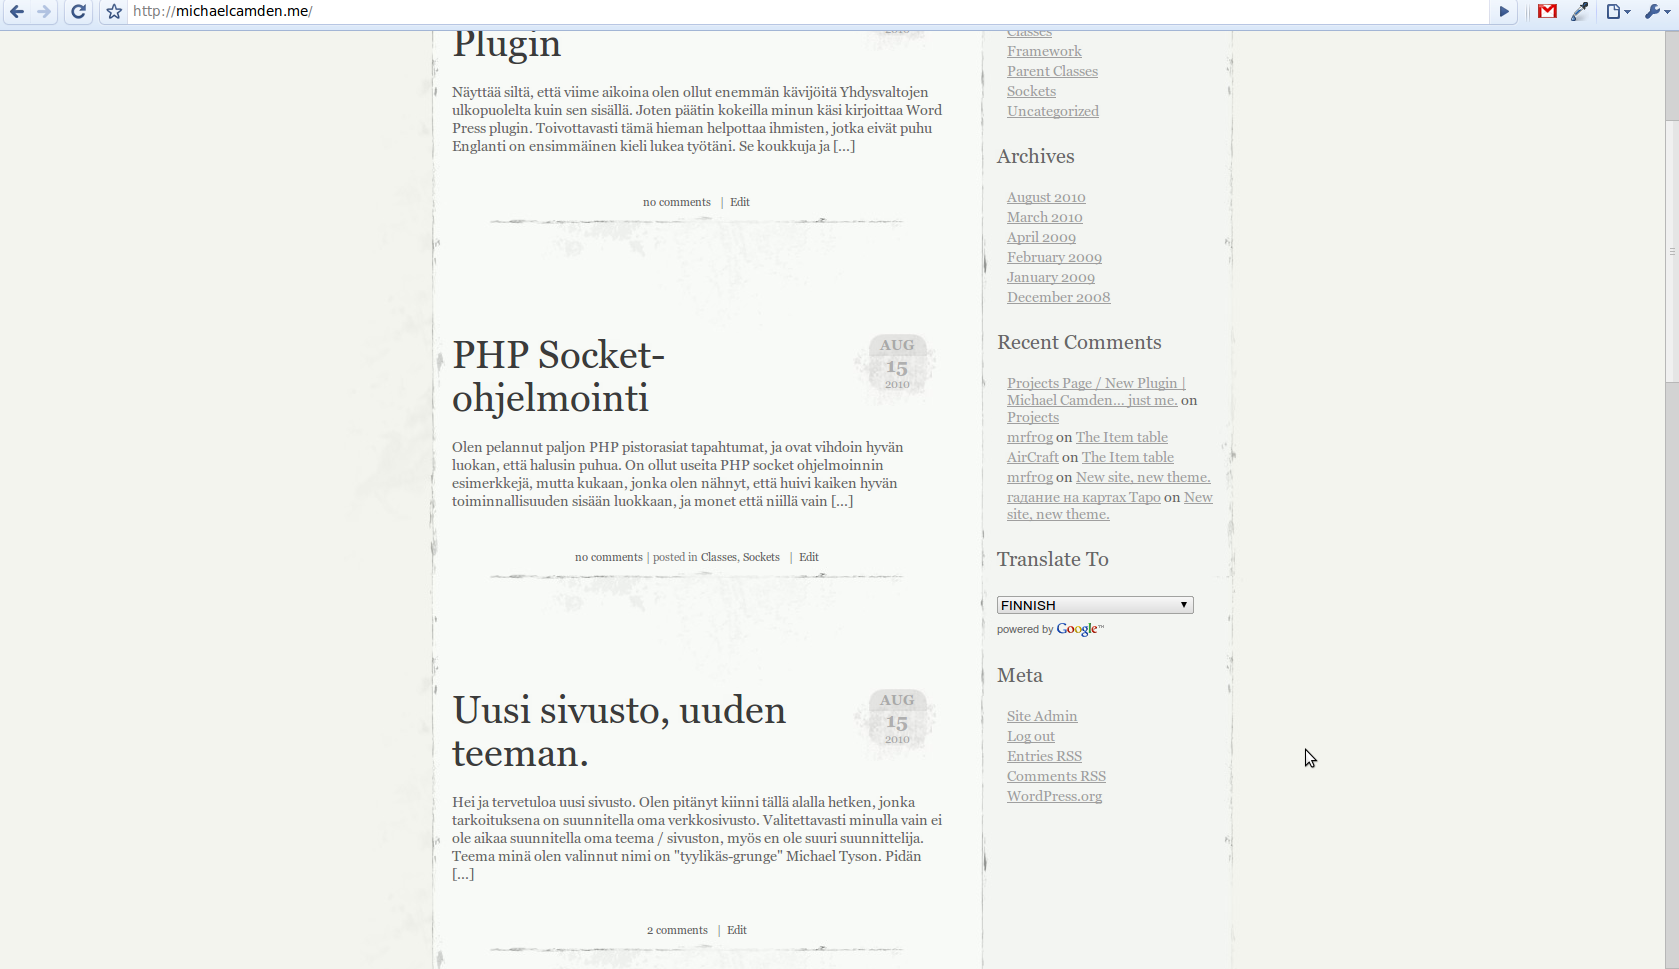 http://michaelcamden.me/
Plugin
2010
Näyttää siltä, että viime aikoina olen ollut enemmän kävijöitä Yhdysvaltojen
ulkopuolelta kuin sen sisällä. Joten päätin kokeilla minun käsi kirjoittaa Word
Press plugin. Toivottavasti tämä hieman helpottaa ihmisten, jotka eivät puhu
Englanti on ensimmäinen kieli lukea työtäni. Se koukkuja ja [...]
no comments | Edit
PHP Socket-
ohjelmointi
AUG
15
2010
Olen pelannut paljon PHP pistorasiat tapahtumat, ja ovat vihdoin hyvän
luokan, että halusin puhua. On ollut useita PHP socket ohjelmoinnin
esimerkkejä, mutta kukaan, jonka olen nähnyt, että huivi kaiken hyvän
toiminnallisuuden sisään luokkaan, ja monet että niillä vain [...]
no comments | posted in Classes, Sockets | Edit
Uusi sivusto, uuden
teeman.
AUG
15
2010
Hei ja tervetuloa uusi sivusto. Olen pitänyt kiinni tällä alalla hetken, jonka
tarkoituksena on suunnitella oma verkkosivusto. Valitettavasti minulla vain ei
ole aikaa suunnitella oma teema / sivuston, myös en ole suuri suunnittelija.
Teema minä olen valinnut nimi on "tyylikäs-grunge" Michael Tyson. Pidän
[...]
2 comments | Edit
Classes
Framework
Parent Classes
Sockets
Uncategorized
Archives
August 2010
March 2010
April 2009
February 2009
January 2009
December 2008
Recent Comments
Projects Page / New Plugin |
Michael Camden... just me. on
Projects
mrfr0g on The Item table
AirCraft on The Item table
mrfr0g on New site, new theme.
гадание на картах Таро on New
site, new theme.
Translate To
FINNISH
powered by Google™
Meta
Site Admin
Log out
Entries RSS
Comments RSS
WordPress.org